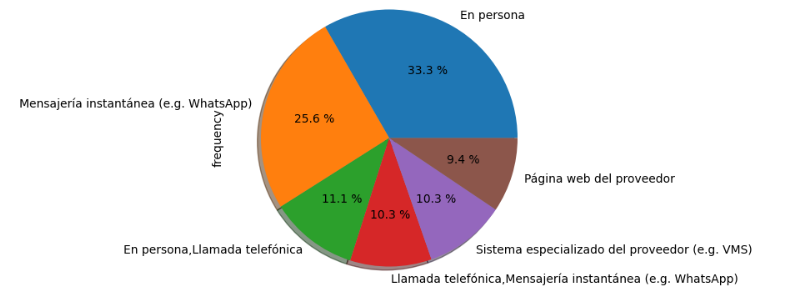 En persona
33.3 %
Mensajería instantánea (e.g. WhatsApp)
25.6 %
frequency
9.4 %
Página web del proveedor
11.1 %
10.3 %
10.3 %
En persona,Llamada telefónica
Sistema especializado del proveedor (e.g. VMS)
Llamada telefónica,Mensajería instantánea (e.g. WhatsApp)